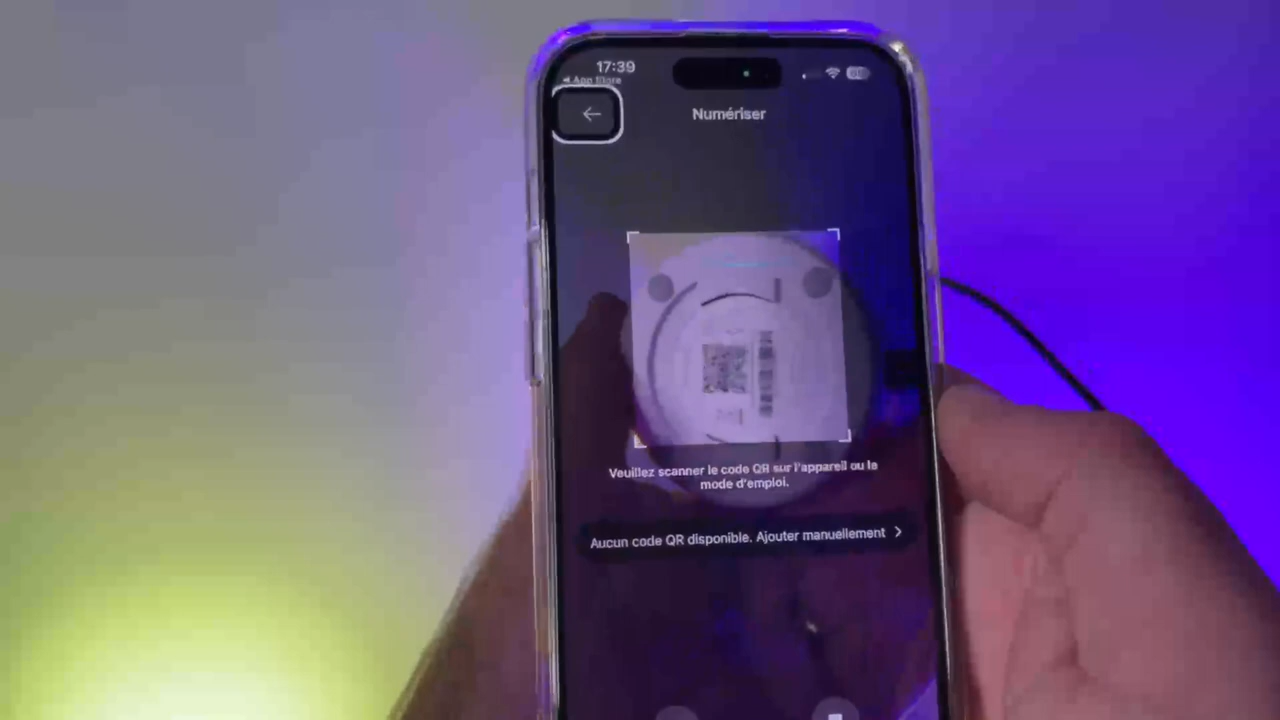 17:39
App Store
Numériser
Veuillez scanner le code QR sur l'appareil ou le
mode d'emploi.
Aucun code QR disponible. Ajouter manuellement